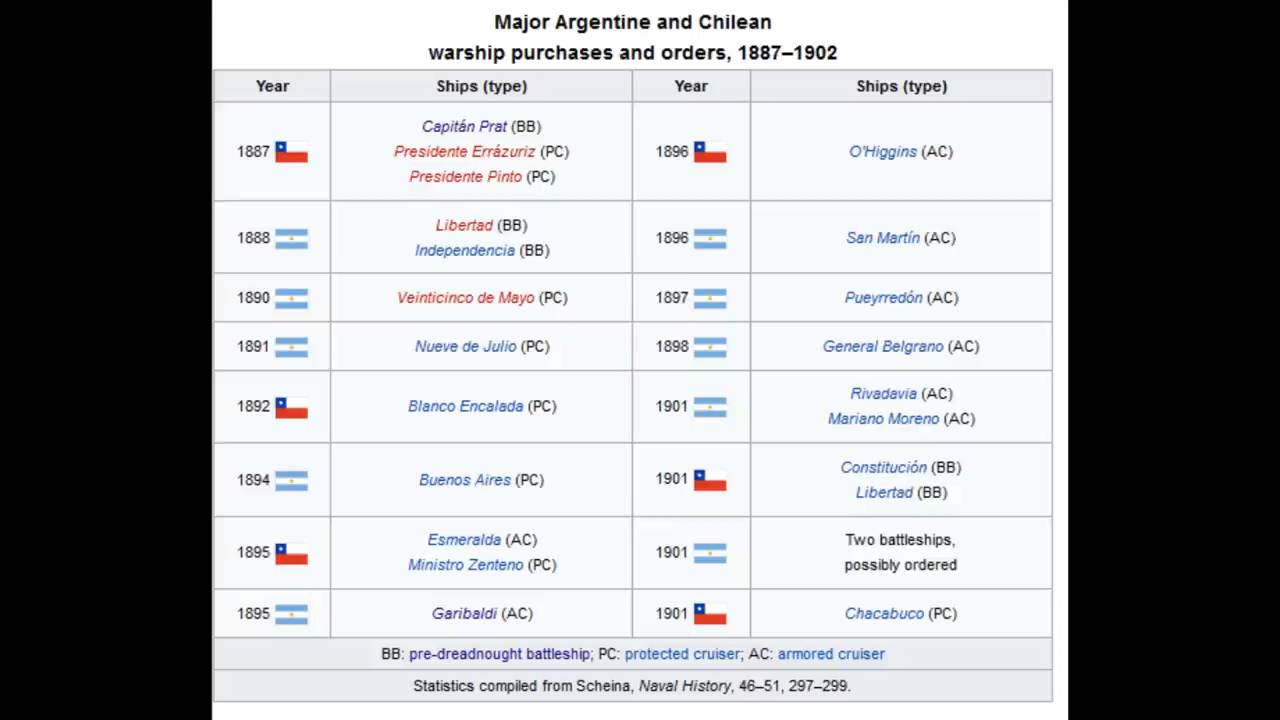 Major Argentine and Chilean
warship purchases and orders, 1887–1902
Year Ships (type) Year Ships (type)
1887 Capitán Prat (BB)
Presidente Errázuriz (PC)
Presidente Pinto (PC)
1896 O'Higgins (AC)
1888 Libertad (BB)
Independencia (BB)
1896 San Martín (AC)
1890 Veinticinco de Mayo (PC) 1897 Pueyrredón (AC)
1891 Nueve de Julio (PC) 1898 General Belgrano (AC)
1892 Blanco Encalada (PC) 1901 Rivadavia (AC)
Mariano Moreno (AC)
1894 Buenos Aires (PC) 1901 Constitución (BB)
Libertad (BB)
1895 Esmeralda (AC)
Ministro Zenteno (PC)
1901 Two battleships,
possibly ordered
1895 Garibaldi (AC) 1901 Chacabuco (PC)
BB: pre-dreadnought battleship; PC: protected cruiser; AC: armored cruiser
Statistics compiled from Scheina, Naval History, 46–51, 297–299.